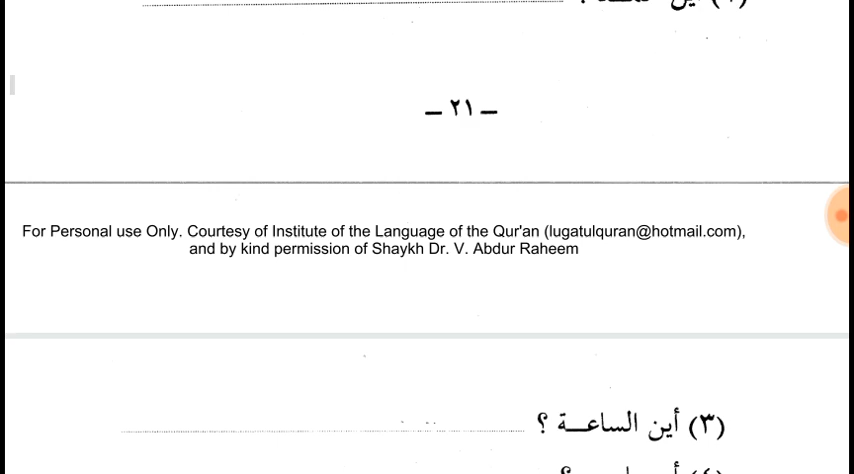 – ٢١ –
For Personal use Only. Courtesy of Institute of the Language of the Qur'an (lugatulquran@hotmail.com),
and by kind permission of Shaykh Dr. V. Abdur Raheem
(٣) أين الساعـــة ؟